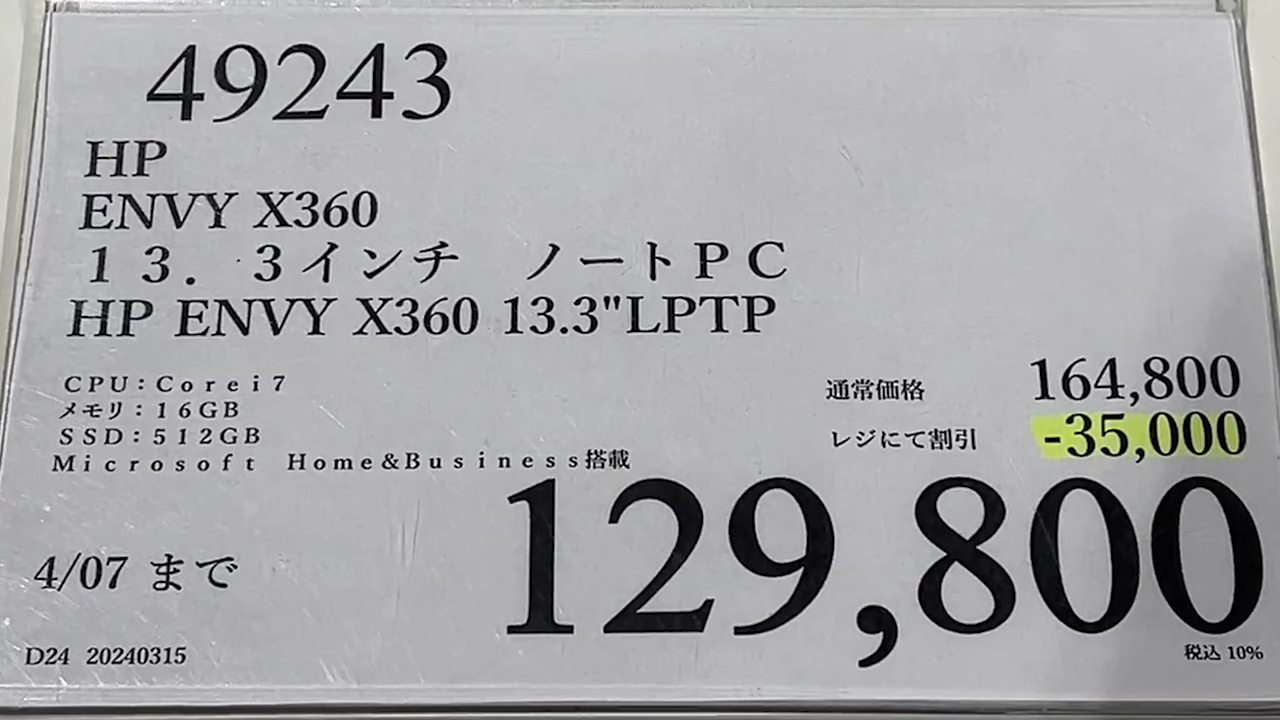 49243
HP
ENVY X360
13.3インチ ノートPC
HP ENVY X360 13.3"LPTP
CPU:Corei7
メモリ:16GB
SSD:512GB
Microsoft Home&Business搭載
通常価格 164,800
レジにて割引 -35,000
129,800
4/07 まで
D24 20240315
税込 10%